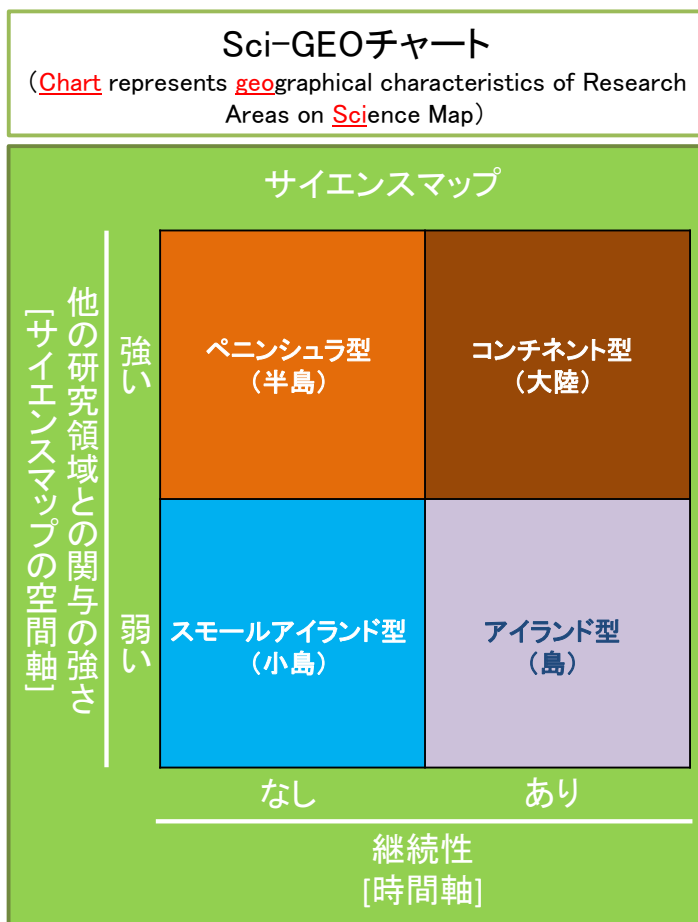 Sci-GEOチャート
（Chart represents geographical characteristics of Research
Areas on Science Map）
サイエンスマップ
他の研究領域との関与の強さ
[サイエンスマップの空間軸]
強い
弱い
ペニンシュラ型
（半島）
コンチネント型
（大陸）
スモールアイランド型
（小島）
アイランド型
（島）
なし
あり
継続性
[時間軸]